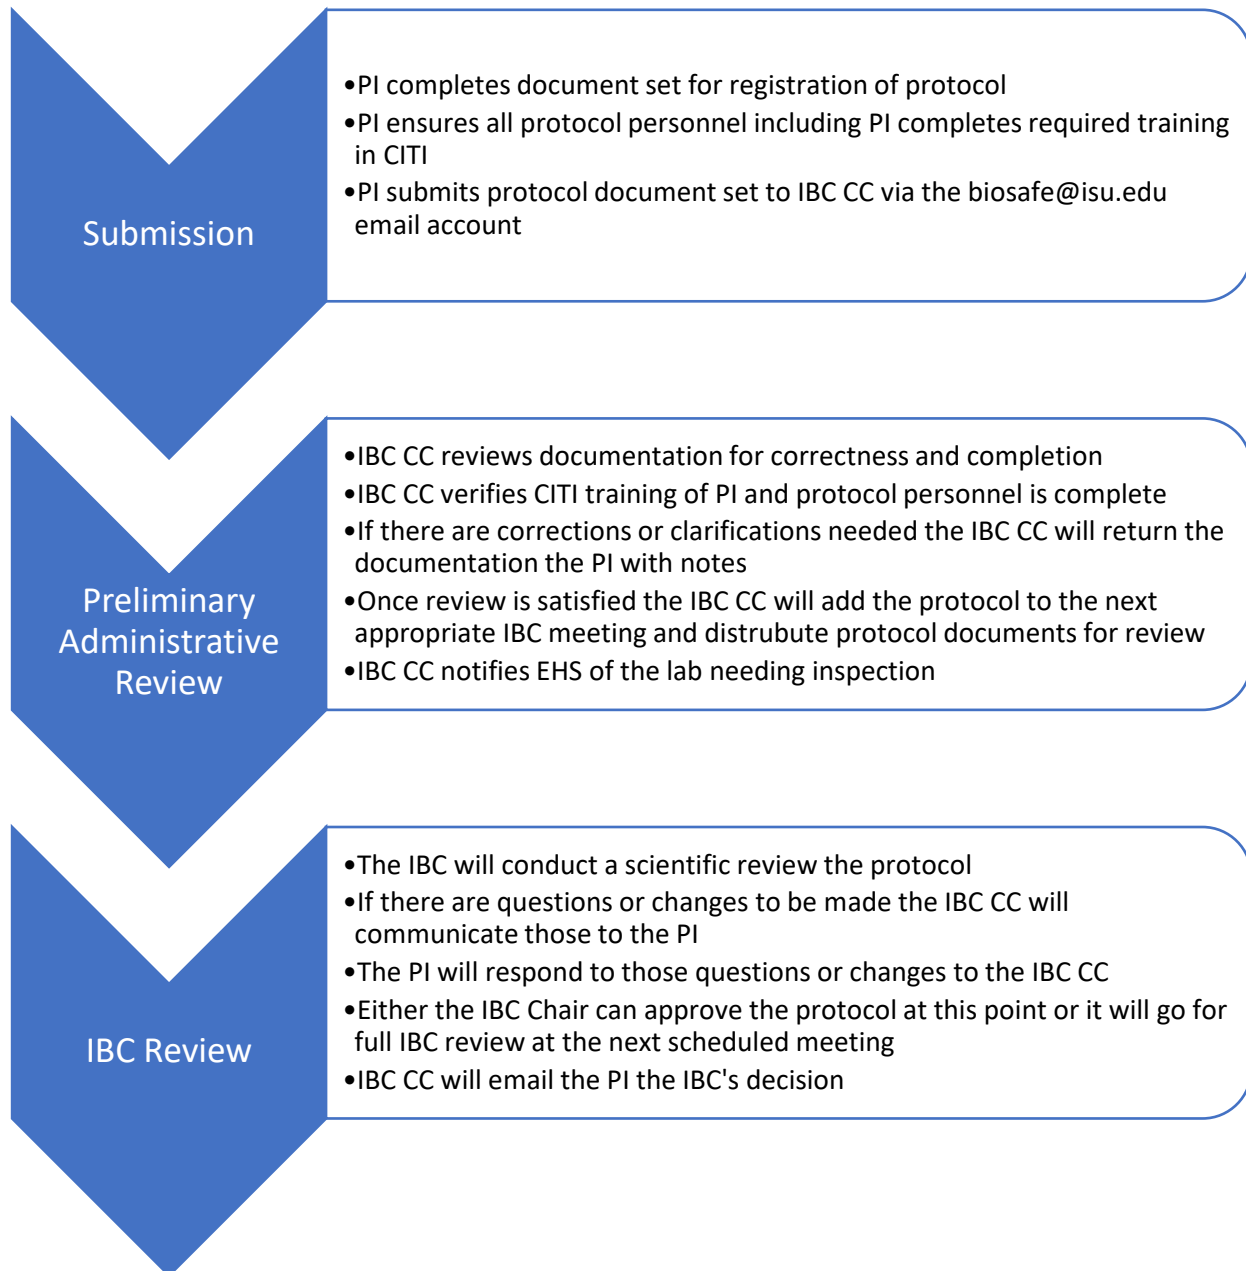 Submission
•PI completes document set for registration of protocol
•PI ensures all protocol personnel including PI completes required training
in CITI
•PI submits protocol document set to IBC CC via the biosafe@isu.edu
email account
Preliminary
Administrative
Review
•IBC CC reviews documentation for correctness and completion
•IBC CC verifies CITI training of PI and protocol personnel is complete
•If there are corrections or clarifications needed the IBC CC will return the
documentation the PI with notes
•Once review is satisfied the IBC CC will add the protocol to the next
appropriate IBC meeting and distrubute protocol documents for review
•IBC CC notifies EHS of the lab needing inspection
IBC Review
•The IBC will conduct a scientific review the protocol
•If there are questions or changes to be made the IBC CC will
communicate those to the PI
•The PI will respond to those questions or changes to the IBC CC
•Either the IBC Chair can approve the protocol at this point or it will go for
full IBC review at the next scheduled meeting
•IBC CC will email the PI the IBC's decision